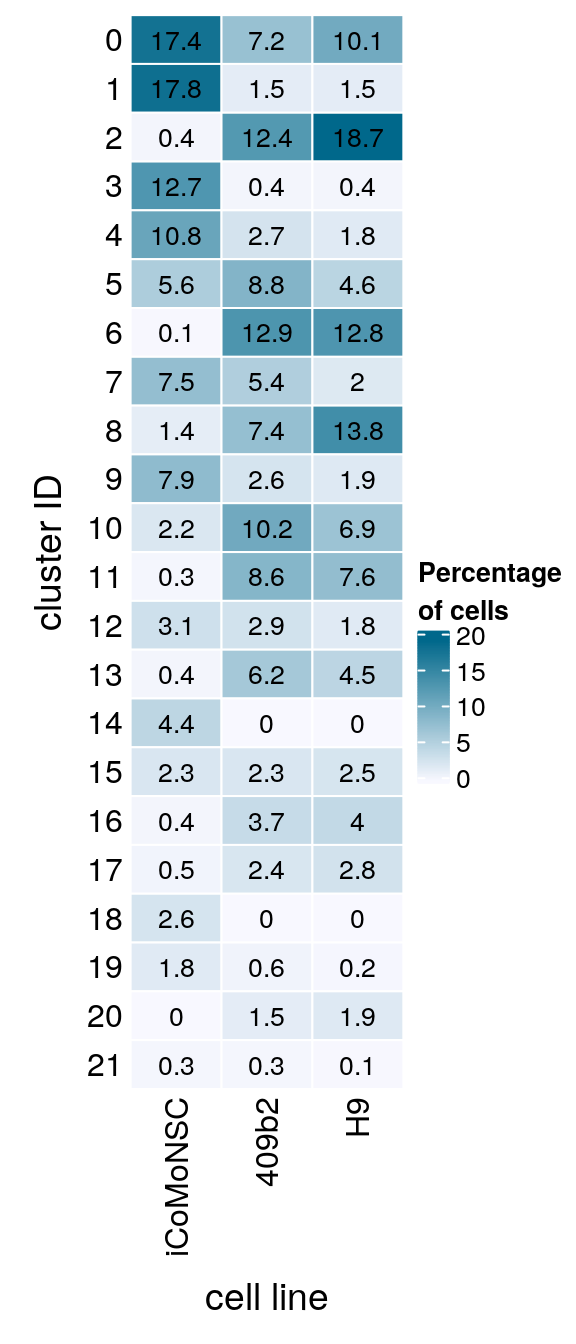 0 17.4 7.2 10.1
1 17.8 1.5 1.5
2 0.4 12.4 18.7
3 12.7 0.4 0.4
4 10.8 2.7 1.8
5 5.6 8.8 4.6
6 0.1 12.9 12.8
7 7.5 5.4 2
8 1.4 7.4 13.8
9 7.9 2.6 1.9
10 2.2 10.2 6.9
11 0.3 8.6 7.6
12 3.1 2.9 1.8
13 0.4 6.2 4.5
14 4.4 0 0
15 2.3 2.3 2.5
16 0.4 3.7 4
17 0.5 2.4 2.8
18 2.6 0 0
19 1.8 0.6 0.2
20 0 1.5 1.9
21 0.3 0.3 0.1
cluster ID
iCoMoNSC 409b2 H9
cell line
Percentage
of cells
20
15
10
5
0